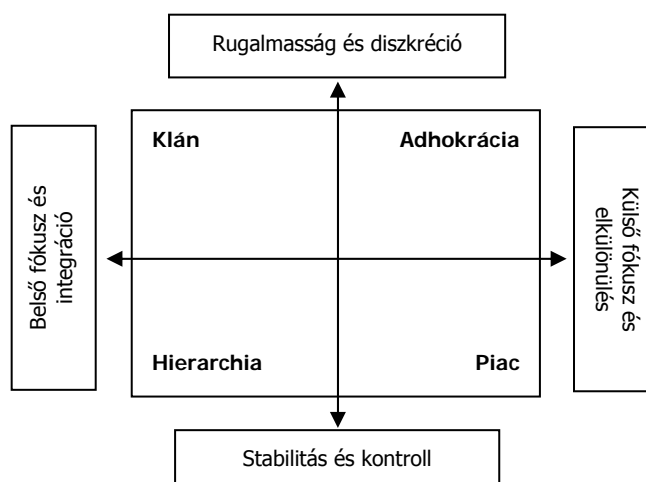 Rugalmasság és diszkréció
Klán
Adhokrácia
Belső fókusz és
integráció
Külső fókusz és
elkülönülés
Hierarchia
Piac
Stabilitás és kontroll